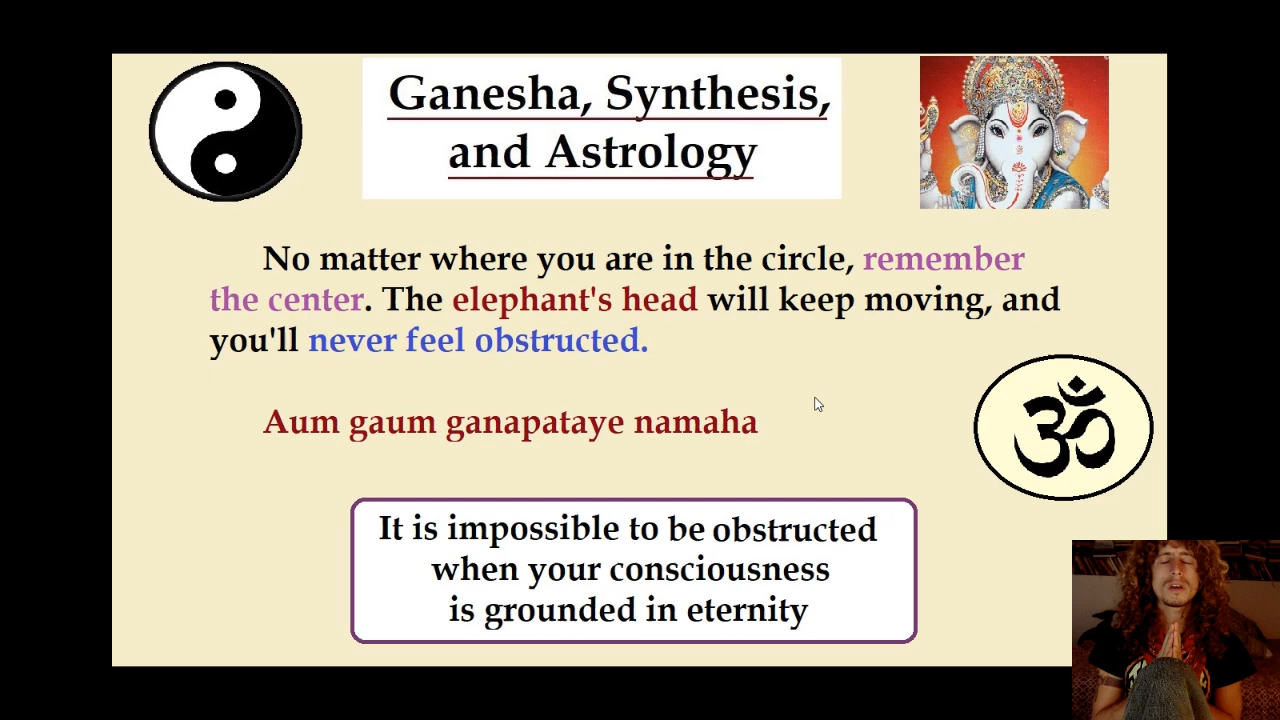 Ganesha, Synthesis,
and Astrology
No matter where you are in the circle, remember
the center. The elephant's head will keep moving, and
you'll never feel obstructed.
ॐ
Aum gaum ganapataye namaha
It is impossible to be obstructed
when your consciousness
is grounded in eternity